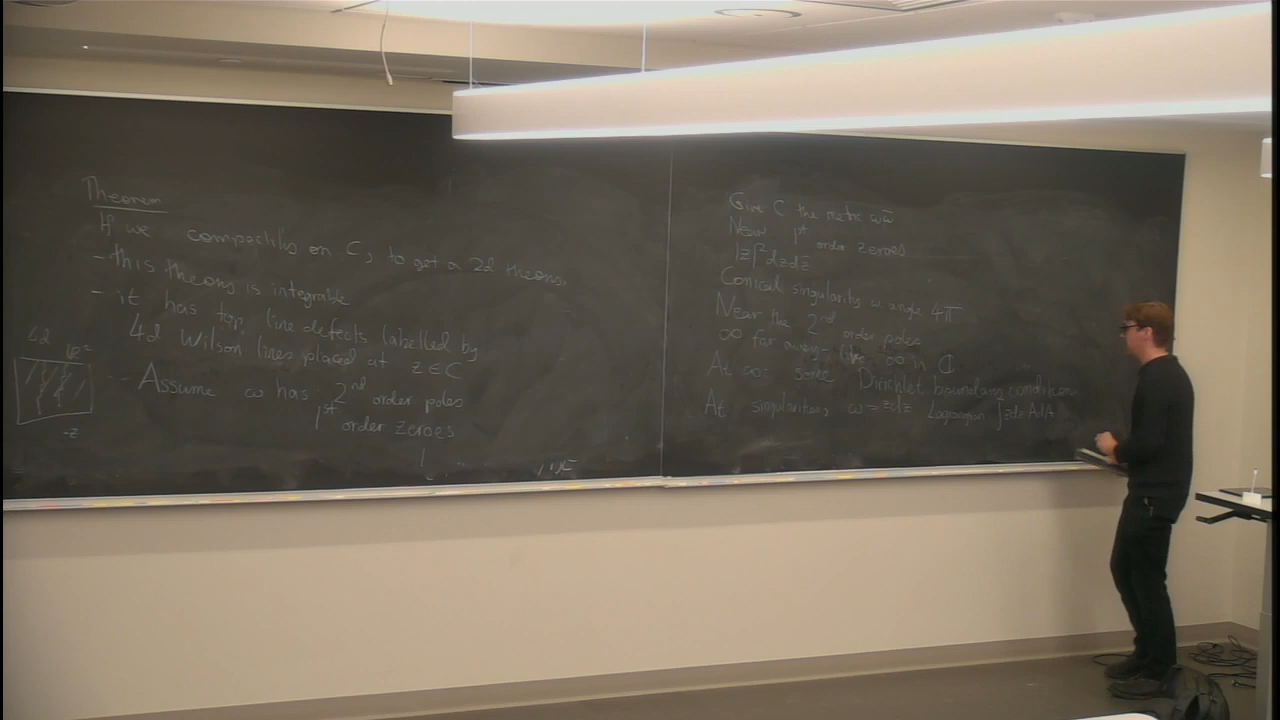 Theorem
If we compactify on C, to get a 2d theory,
- this theory is integrable
- it has top. line defects labelled by
4d Wilson lines placed at z ∈ C
- Assume ω has 2nd order poles
1st order zeroes
Give C the metric ωω̄
Near 1st order zeroes
|z|² dz dz̄
Conical singularity w angle 4π
Near the 2nd order poles
∞ far away - like ∞ in ℂ
At ∞: some Dirichlet boundary conditions
At singularities, ω = z dz Lagrangian ∫ z dz A d A